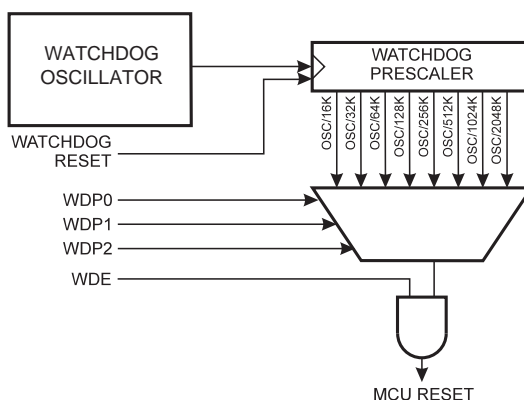 WATCHDOG
OSCILLATOR
WATCHDOG
PRESCALER
WATCHDOG
RESET
OSC/16K
OSC/32K
OSC/64K
OSC/128K
OSC/256K
OSC/512K
OSC/1024K
OSC/2048K
WDP0
WDP1
WDP2
WDE
MCU RESET